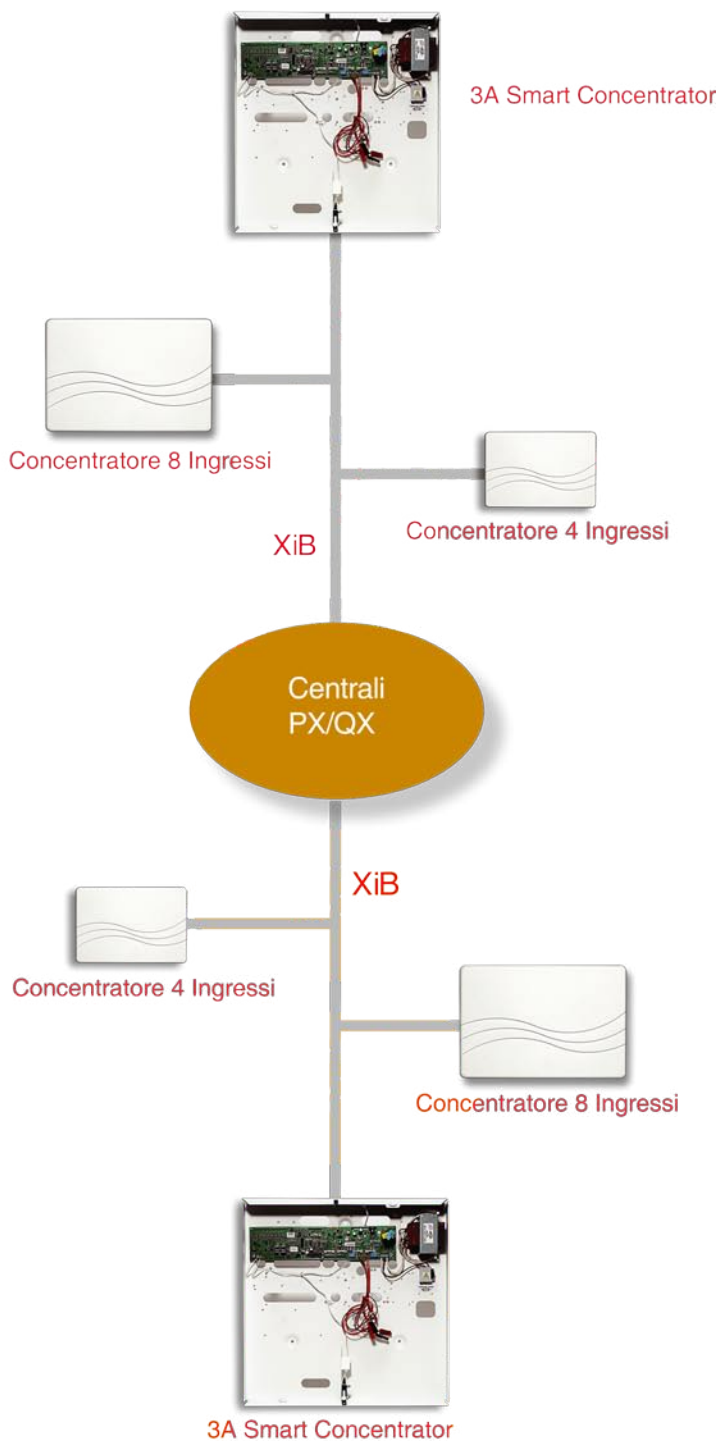 3A Smart Concentrator
Concentratore 8 Ingressi
Concentratore 4 Ingressi
XiB
Centrali
PX/QX
XiB
Concentratore 4 Ingressi
Concentratore 8 Ingressi
3A Smart Concentrator